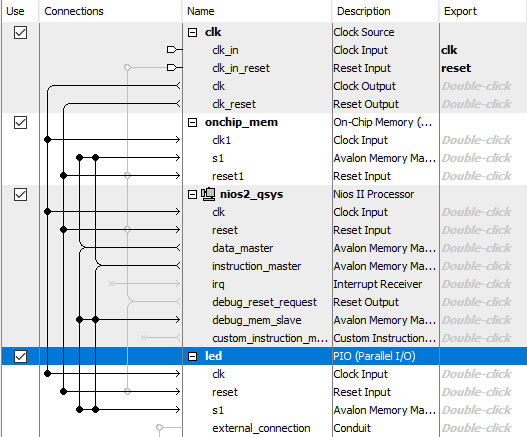 Use Connections Name Description Export
clk Clock Source
clk_in Clock Input clk
clk_in_reset Reset Input reset
clk Clock Output Double-click
clk_reset Reset Output Double-click
onchip_mem On-Chip Memory (...
clk1 Clock Input Double-click
s1 Avalon Memory Ma... Double-click
reset1 Reset Input Double-click
nios2_qsys Nios II Processor
clk Clock Input Double-click
reset Reset Input Double-click
data_master Avalon Memory Ma... Double-click
instruction_master Avalon Memory Ma... Double-click
irq Interrupt Receiver Double-click
debug_reset_request Reset Output Double-click
debug_mem_slave Avalon Memory Ma... Double-click
custom_instruction_m... Custom Instruction... Double-click
led PIO (Parallel I/O)
clk Clock Input Double-click
reset Reset Input Double-click
s1 Avalon Memory Ma... Double-click
external_connection Conduit Double-click